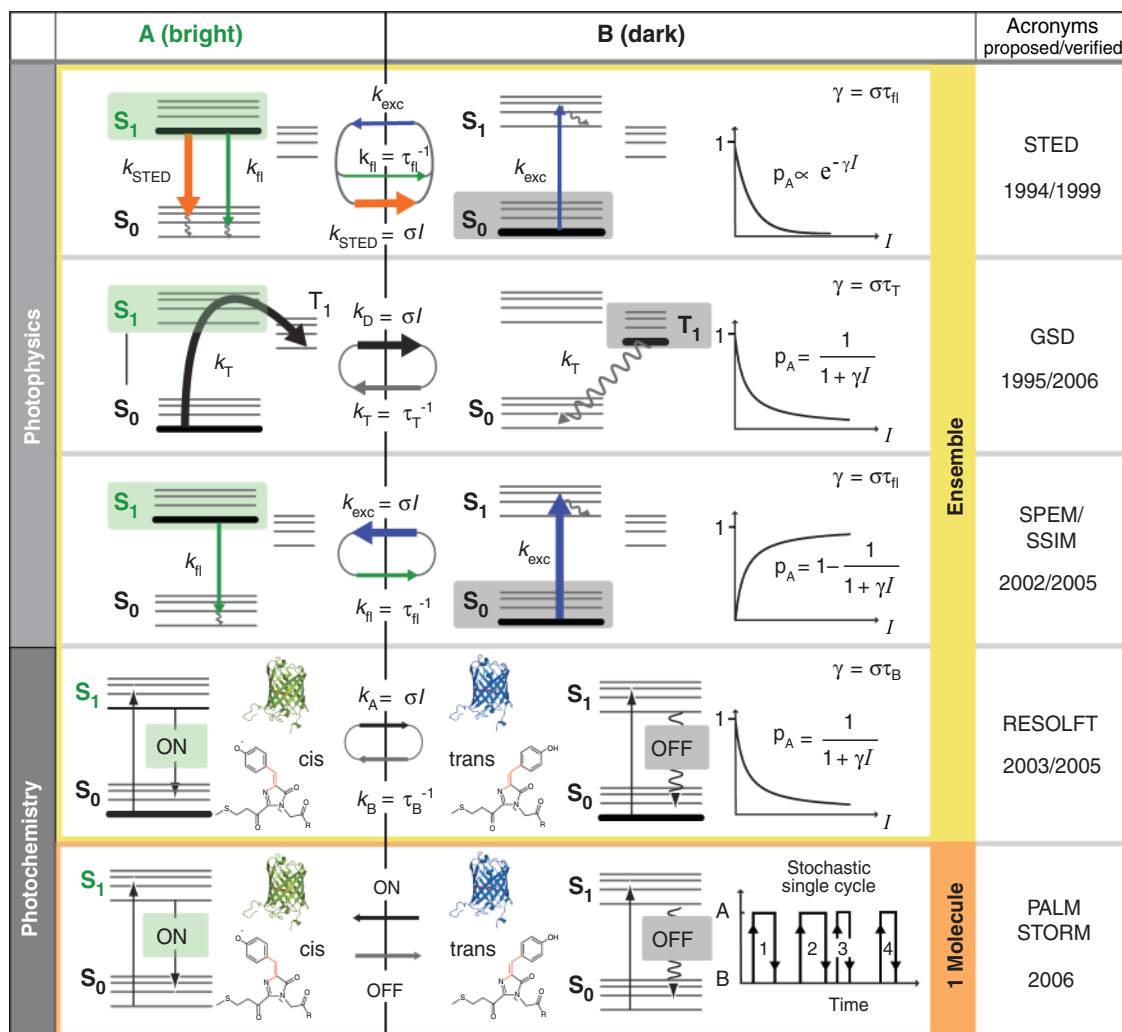 A (bright)
B (dark)
Acronyms
proposed/verified
Photophysics
S1
kSTED
kfl
S0
kexc
kfl = τfl-1
kSTED = σI
S1
kexc
S0
γ = στfl
1
pA ∝ e-γI
I
STED
1994/1999
S1
T1
kT
S0
kD = σI
kT = τT-1
T1
kT
S0
γ = στT
1
pA = 1 / 1 + γI
I
GSD
1995/2006
Ensemble
S1
kfl
S0
kexc = σI
kfl = τfl-1
S1
kexc
S0
γ = στfl
1
pA = 1 – 1 / 1 + γI
I
SPEM/
SSIM
2002/2005
Photochemistry
S1
ON
S0
O-
N
N
O
S
O
O
R
cis
kA = σI
kB = τB-1
trans
OH
N
N
O
S
O
O
R
S1
OFF
S0
γ = στB
1
pA = 1 / 1 + γI
I
RESOLFT
2003/2005
S1
ON
S0
O-
N
N
O
S
O
O
R
cis
ON
OFF
trans
OH
N
N
O
S
O
O
R
S1
OFF
S0
Stochastic
single cycle
A
B
1 2 3 4
Time
1 Molecule
PALM
STORM
2006